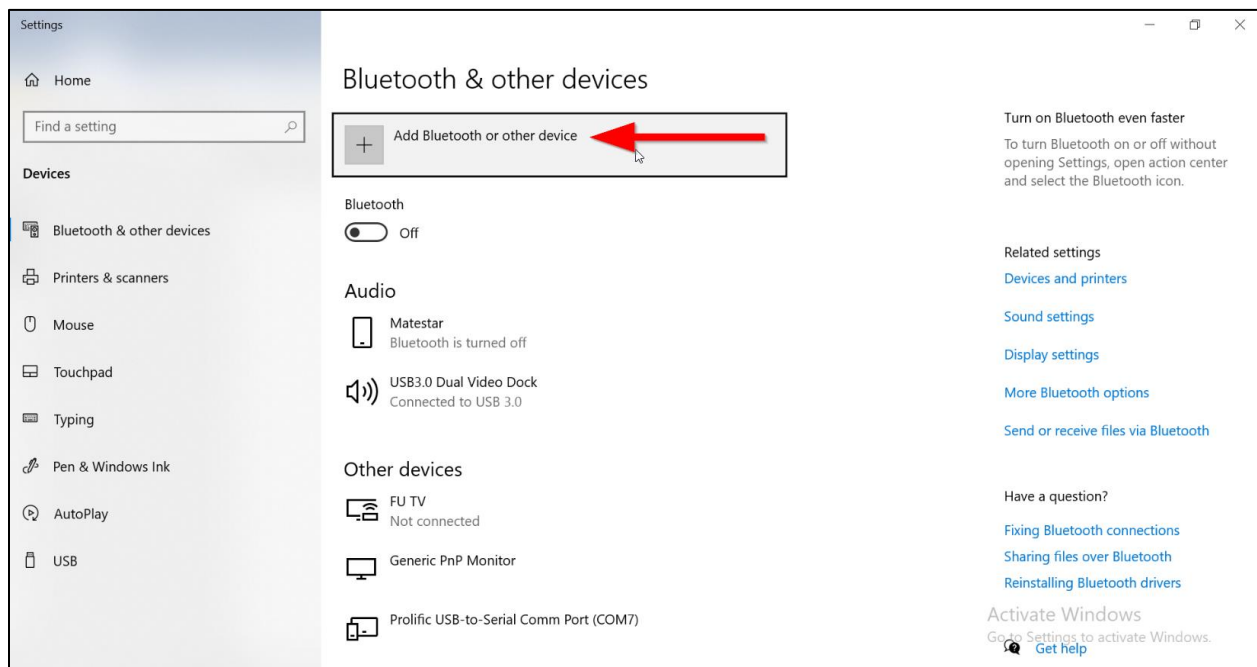 Settings
Home
Find a setting
Devices
Bluetooth & other devices
Printers & scanners
Mouse
Touchpad
Typing
Pen & Windows Ink
AutoPlay
USB
Bluetooth & other devices
Add Bluetooth or other device
Bluetooth
Off
Audio
Matestar
Bluetooth is turned off
USB3.0 Dual Video Dock
Connected to USB 3.0
Other devices
FU TV
Not connected
Generic PnP Monitor
Prolific USB-to-Serial Comm Port (COM7)
Turn on Bluetooth even faster
To turn Bluetooth on or off without
opening Settings, open action center
and select the Bluetooth icon.
Related settings
Devices and printers
Sound settings
Display settings
More Bluetooth options
Send or receive files via Bluetooth
Have a question?
Fixing Bluetooth connections
Sharing files over Bluetooth
Reinstalling Bluetooth drivers
Activate Windows
Go to Settings to activate Windows.
Get help